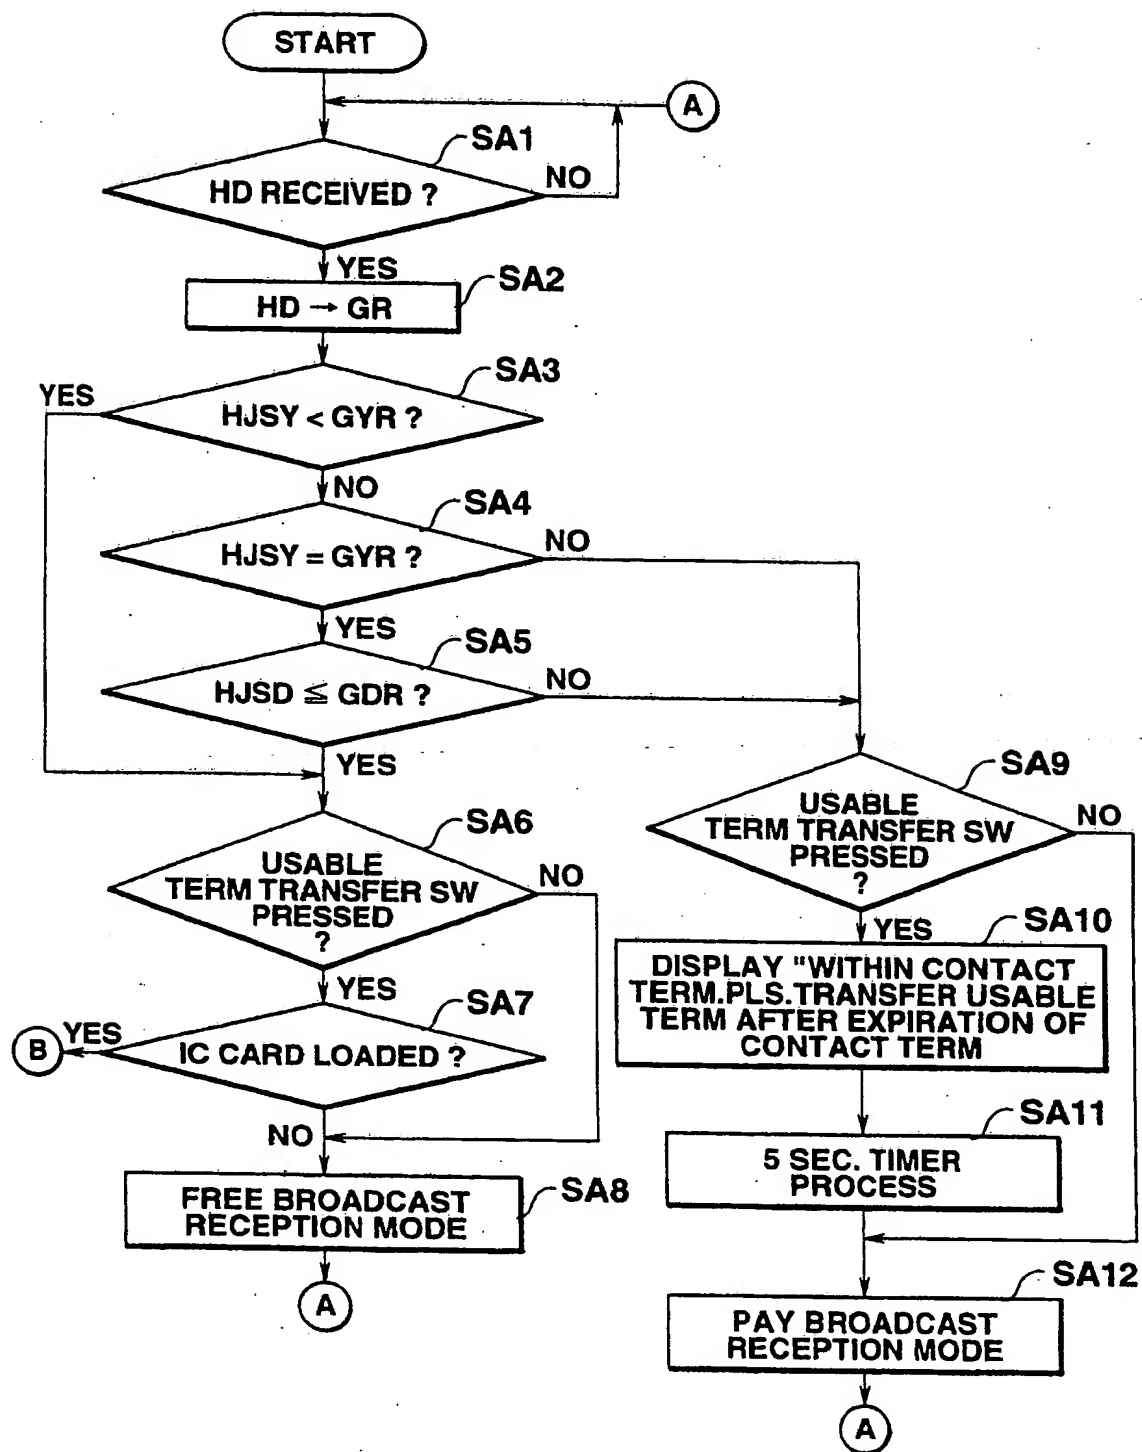 START
A
SA1
HD RECEIVED ?
NO
YES
SA2
HD → GR
SA3
YES
HJSY < GYR ?
NO
SA4
HJSY = GYR ?
NO
YES
SA5
HJSD ≦ GDR ?
NO
YES
SA6
USABLE
TERM TRANSFER SW
PRESSED
?
NO
YES
SA7
B
YES
IC CARD LOADED ?
NO
SA8
FREE BROADCAST
RECEPTION MODE
A
SA9
USABLE
TERM TRANSFER SW
PRESSED
?
NO
YES
SA10
DISPLAY "WITHIN CONTACT
TERM.PLS.TRANSFER USABLE
TERM AFTER EXPIRATION OF
CONTACT TERM
SA11
5 SEC. TIMER
PROCESS
SA12
PAY BROADCAST
RECEPTION MODE
A